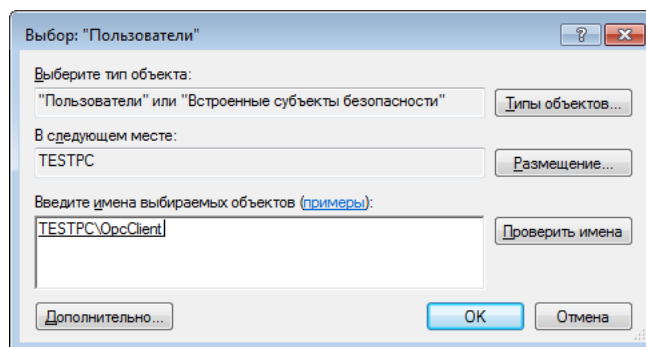 Выбор: "Пользователи"
Выберите тип объекта:
"Пользователи" или "Встроенные субъекты безопасности"
Типы объектов...
В следующем месте:
TESTPC
Размещение...
Введите имена выбираемых объектов (примеры):
TESTPC\OpcClient
Проверить имена
Дополнительно...
OK
Отмена